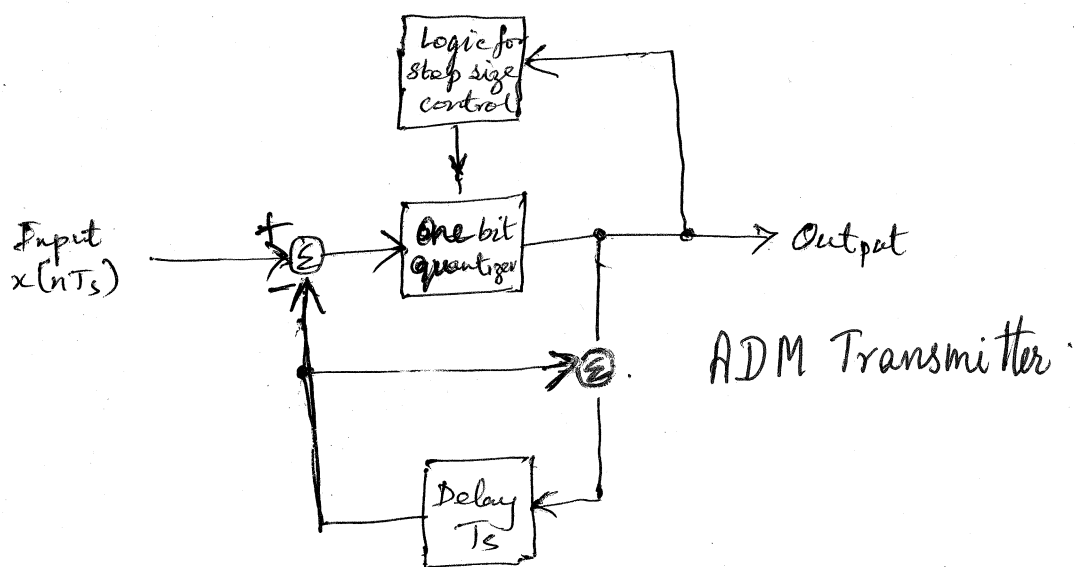 Logic for
step size
control
Input
x(nTs)
+
Σ
-
One bit
quantizer
Output
Σ
ADM Transmitter.
Delay
Ts